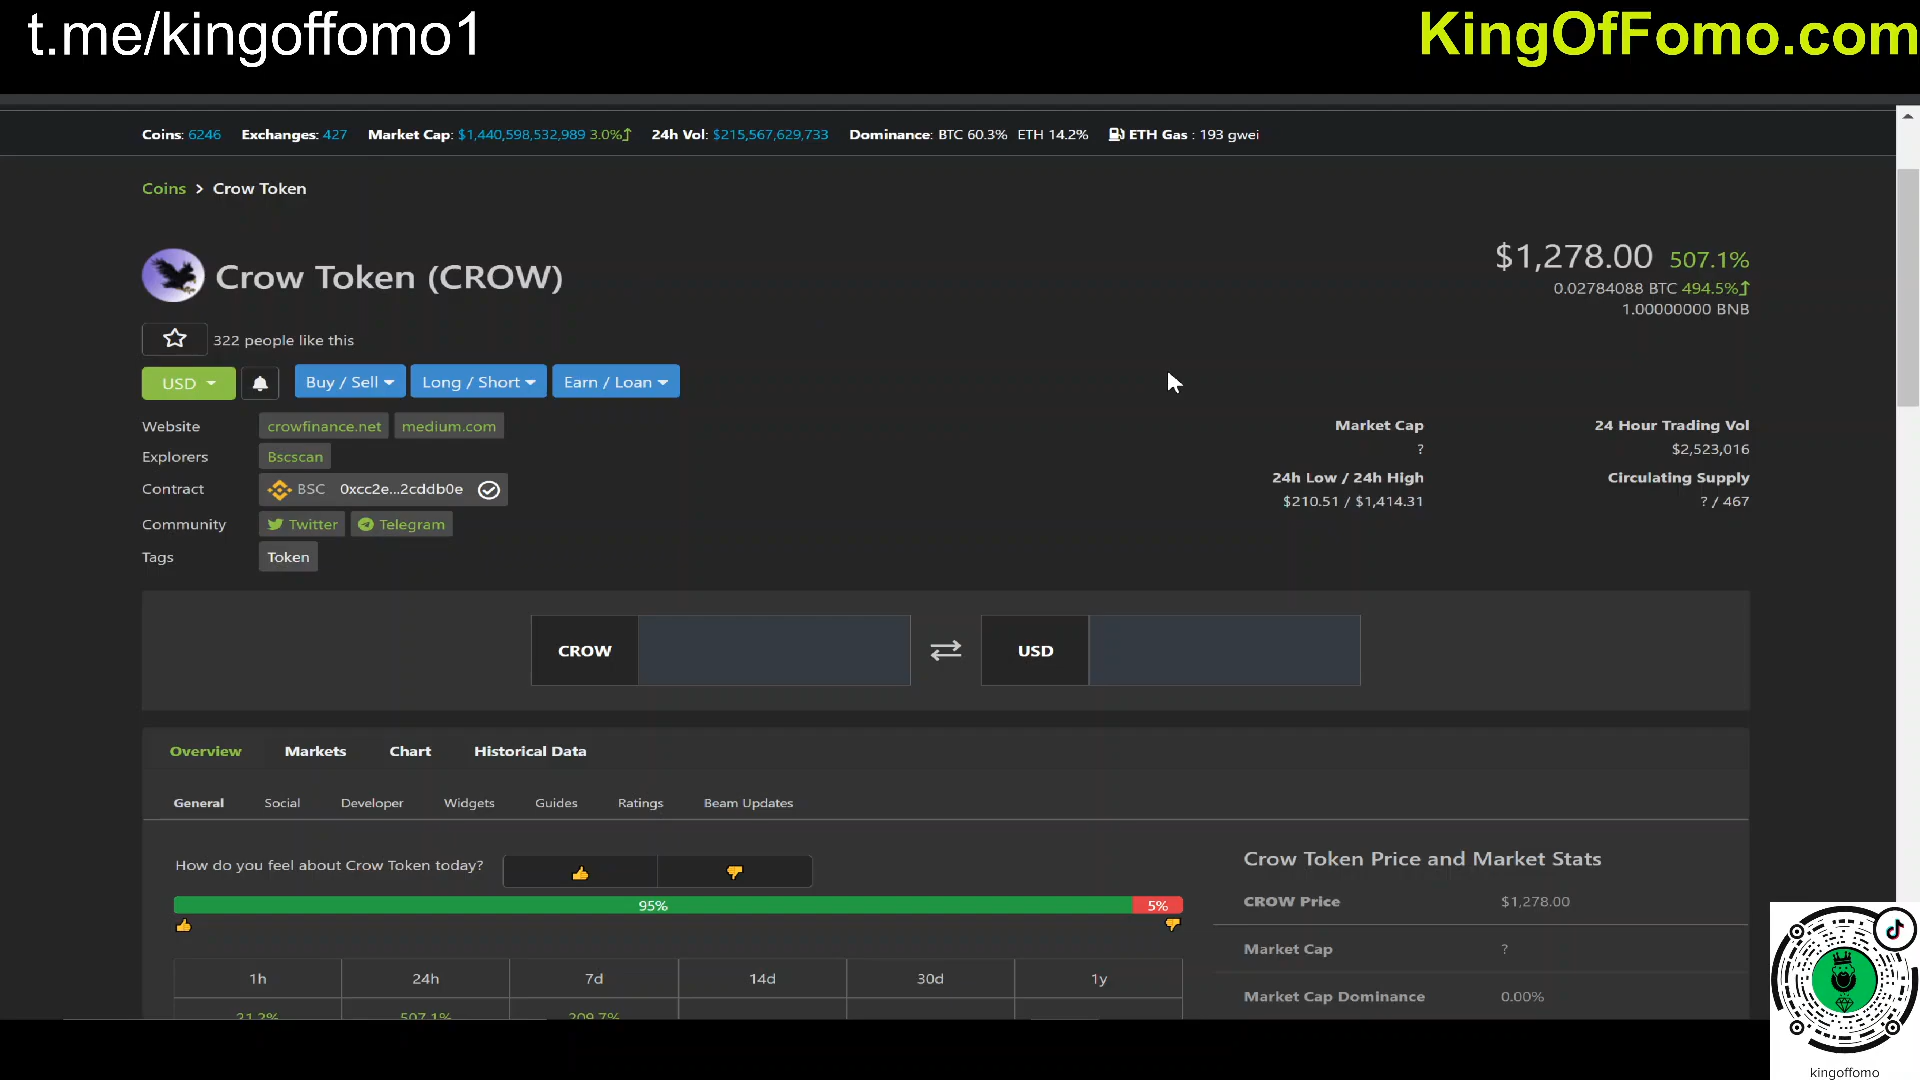 t.me/kingoffomo1
KingOfFomo.com
Coins: 6246 Exchanges: 427 Market Cap: $1,440,598,532,989 3.0% 24h Vol: $215,567,629,733 Dominance: BTC 60.3% ETH 14.2% ETH Gas : 193 gwei
Coins > Crow Token
Crow Token (CROW)
$1,278.00 507.1%
0.02784088 BTC 494.5%
1.00000000 BNB
322 people like this
USD Buy / Sell Long / Short Earn / Loan
Website crowfinance.net medium.com
Explorers Bscscan
Contract BSC 0xcc2e...2cddb0e
Community Twitter Telegram
Tags Token
Market Cap 24 Hour Trading Vol
? $2,523,016
24h Low / 24h High Circulating Supply
$210.51 / $1,414.31 ? / 467
CROW USD
Overview Markets Chart Historical Data
General Social Developer Widgets Guides Ratings Beam Updates
How do you feel about Crow Token today?
95% 5%
1h 24h 7d 14d 30d 1y
21.2% 507.1% 209.7%
Crow Token Price and Market Stats
CROW Price $1,278.00
Market Cap ?
Market Cap Dominance 0.00%
kingoffomo